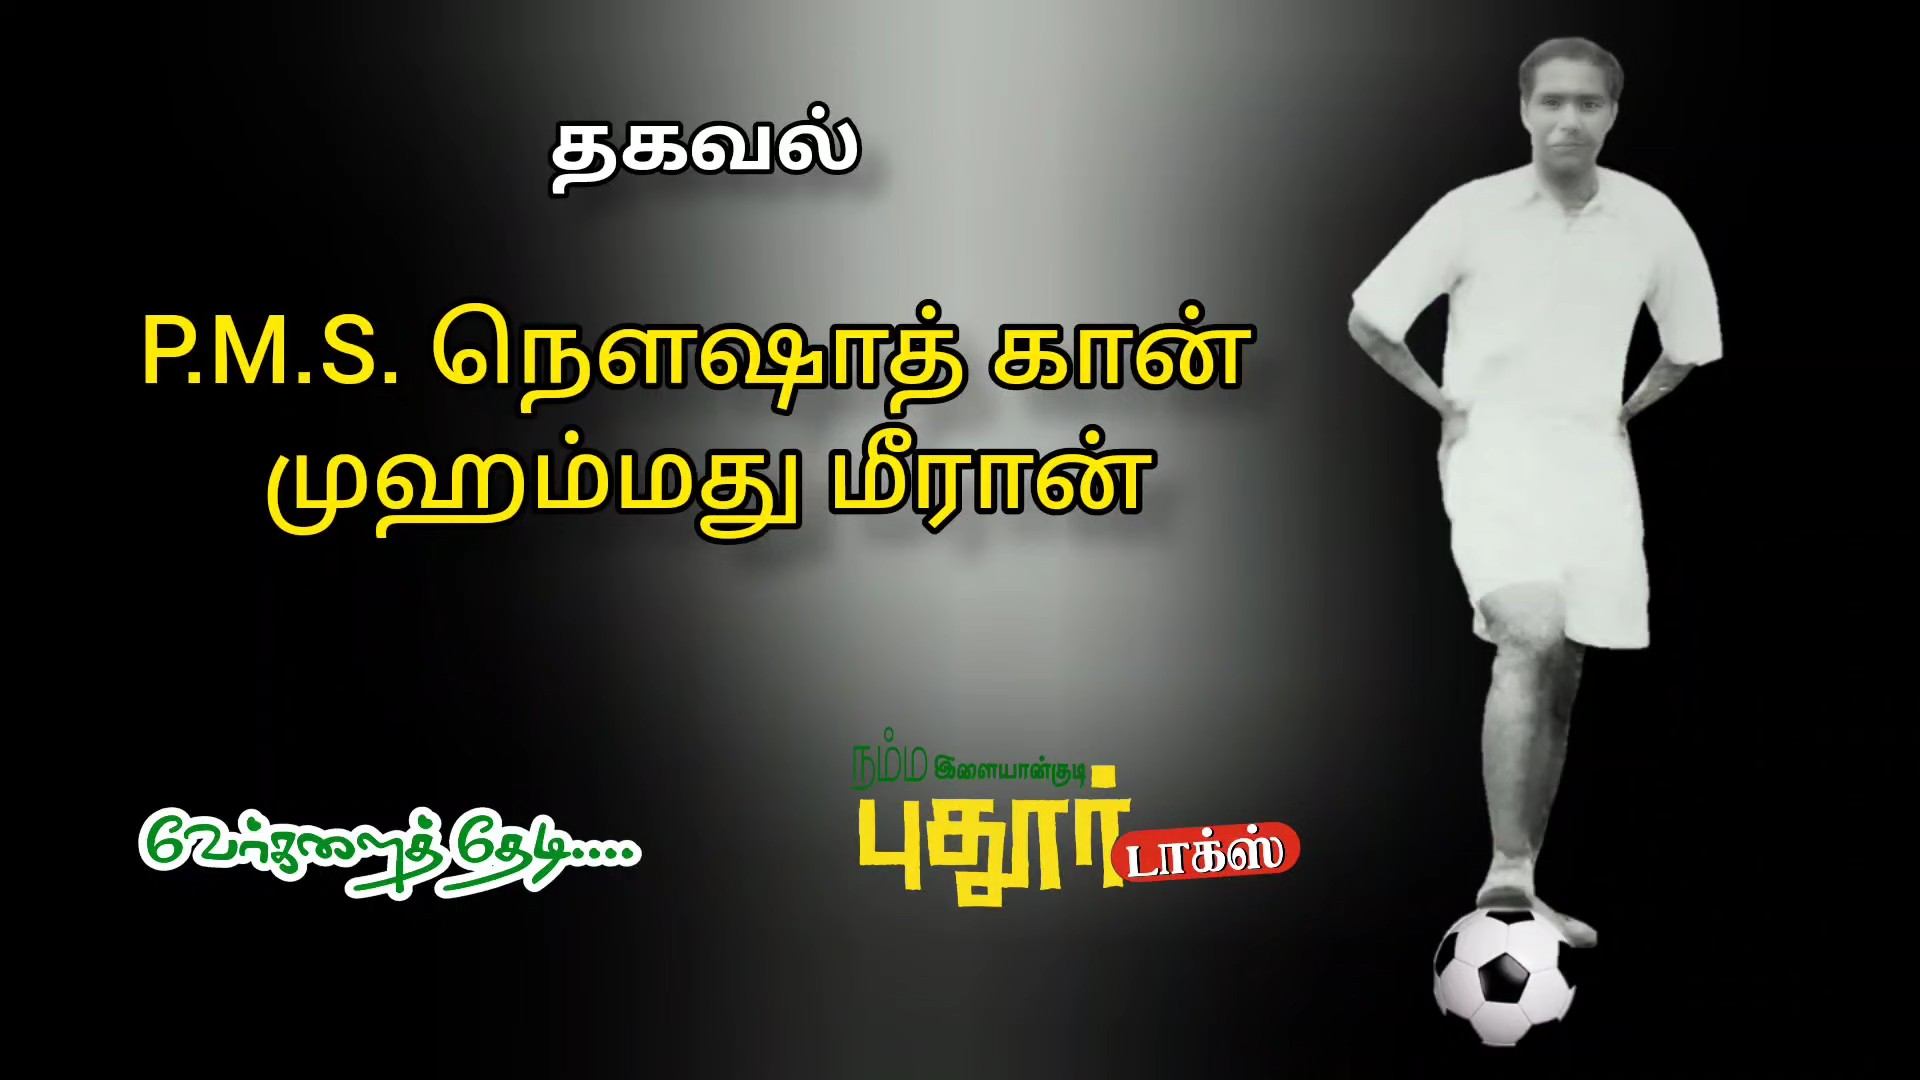 தகவல்
P.M.S. நௌஷாத் கான்
முஹம்மது மீரான்
வேர்களைத் தேடி....
நம்ம இளையான்குடி
புதூர்
டாக்ஸ்